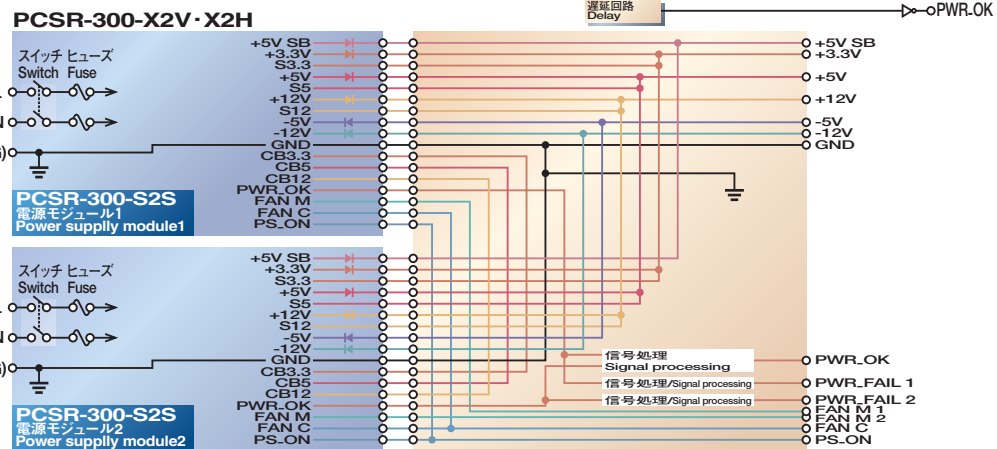 遅延回路
Delay
PWR_OK
PCSR-300-X2V･X2H
スイッチ ヒューズ
Switch Fuse
+5V SB
+3.3V
S3.3
+5V
S5
+12V
S12
-5V
-12V
GND
CB3.3
CB5
CB12
PWR_OK
FAN M
FAN C
PS_ON
+5V SB
+3.3V
+5V
+12V
-5V
-12V
GND
PCSR-300-S2S
電源モジュール1
Power supplly module1
スイッチ ヒューズ
Switch Fuse
+5V SB
+3.3V
S3.3
+5V
S5
+12V
S12
-5V
-12V
GND
CB3.3
CB5
CB12
PWR_OK
FAN M
FAN C
PS_ON
信号処理
Signal processing
信号処理/Signal processing
信号処理/Signal processing
PWR_OK
PWR_FAIL 1
PWR_FAIL 2
FAN M 1
FAN M 2
FAN C
PS_ON
PCSR-300-S2S
電源モジュール2
Power supplly module2